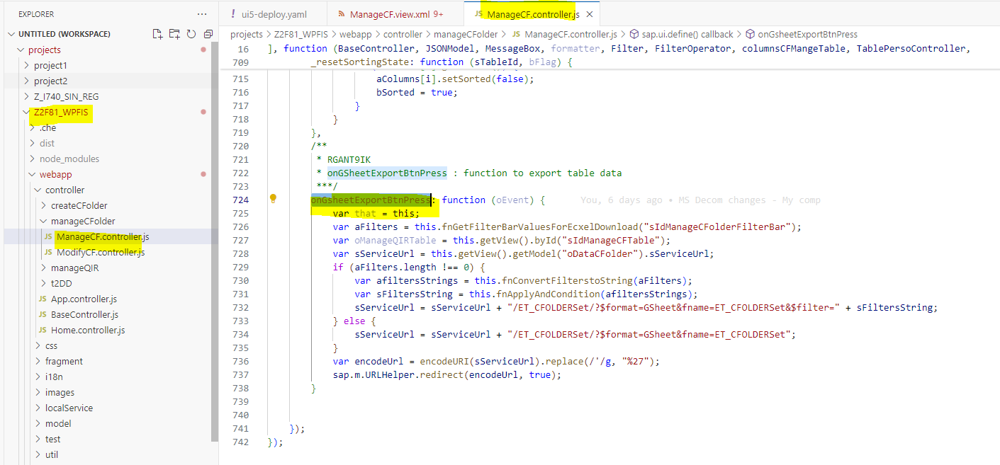 EXPLORER
UNTITLED (WORKSPACE)
projects
project1
project2
Z_I740_SIN_REG
Z2F81_WPFIS
.che
dist
node_modules
webapp
controller
createCFolder
manageCFolder
JS ManageCF.controller.js
JS ModifyCF.controller.js
manageQIR
t2DD
JS App.controller.js
JS BaseController.js
JS Home.controller.js
css
fragment
i18n
images
localService
model
test
util
! ui5-deploy.yaml
ManageCF.view.xml 9+
JS ManageCF.controller.js
projects > Z2F81_WPFIS > webapp > controller > manageCFolder > JS ManageCF.controller.js > sap.ui.define() callback > onGsheetExportBtnPress
16 ], function (BaseController, JSONModel, MessageBox, formatter, Filter, FilterOperator, columnsCFMangeTable, TablePersoController,
709 _resetSortingState: function (sTableId, bFlag) {
715 aColumns[i].setSorted(false);
716 bSorted = true;
717 }
718 }
719 },
720 /**
721 * RGANT9IK
722 * onGSheetExportBtnPress : function to export table data
723 ***/
724 onGsheetExportBtnPress: function (oEvent) { You, 6 days ago • MS Decom changes - My comp
725 var that = this;
726 var aFilters = this.fnGetFilterBarValuesForEcxelDownload("sIdManageCFolderFilterBar");
727 var oManageQIRTable = this.getView().byId("sIdManageCFTable");
728 var sServiceUrl = this.getView().getModel("oDataCFolder").sServiceUrl;
729 if (aFilters.length !== 0) {
730 var afiltersStrings = this.fnConvertFilterstoString(aFilters);
731 var sFiltersString = this.fnApplyAndCondition(afiltersStrings);
732 sServiceUrl = sServiceUrl + "/ET_CFOLDERSet/?$format=GSheet&fname=ET_CFOLDERSet&$filter=" + sFiltersString;
733 } else {
734 sServiceUrl = sServiceUrl + "/ET_CFOLDERSet/?$format=GSheet&fname=ET_CFOLDERSet";
735 }
736 var encodeUrl = encodeURI(sServiceUrl).replace(/'/g, "%27");
737 sap.m.URLHelper.redirect(encodeUrl, true);
738 }
739
740
741 });
742 });